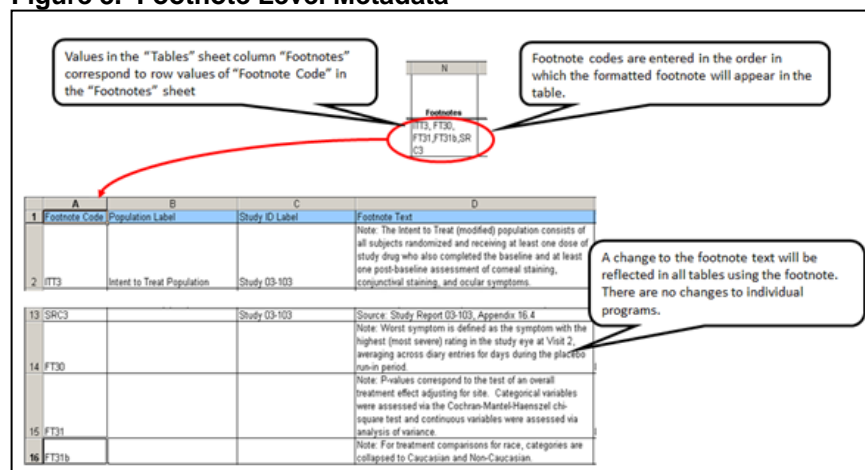 Figure 3. Footnote Level Metadata
Values in the "Tables" sheet column "Footnotes"
correspond to row values of "Footnote Code" in
the "Footnotes" sheet
N
Footnotes
ITT3, FT30,
FT31,FT31b,SR
C3
Footnote codes are entered in the order in
which the formatted footnote will appear in the
table.
A B C D
1 Footnote Code Population Label Study ID Label Footnote Text
Note: The Intent to Treat (modified) population consists of
all subjects randomized and receiving at least one dose of
study drug who also completed the baseline and at least
one post-baseline assessment of corneal staining,
2 ITT3 Intent to Treat Population Study 03-103 conjunctival staining, and ocular symptoms.
A change to the footnote text will be
reflected in all tables using the footnote.
There are no changes to individual
programs.
13 SRC3 Study 03-103 Source: Study Report 03-103, Appendix 16.4
Note: Worst symptom is defined as the symptom with the
highest (most severe) rating in the study eye at Visit 2,
averaging across diary entries for days during the placebo
14 FT30 run-in period.
Note: P-values correspond to the test of an overall
treatment effect adjusting for site. Categorical variables
were assessed via the Cochran-Mantel-Haenszel chi-
square test and continuous variables were assessed via
15 FT31 analysis of variance.
Note: For treatment comparisons for race, categories are
16 FT31b collapsed to Caucasian and Non-Caucasian.